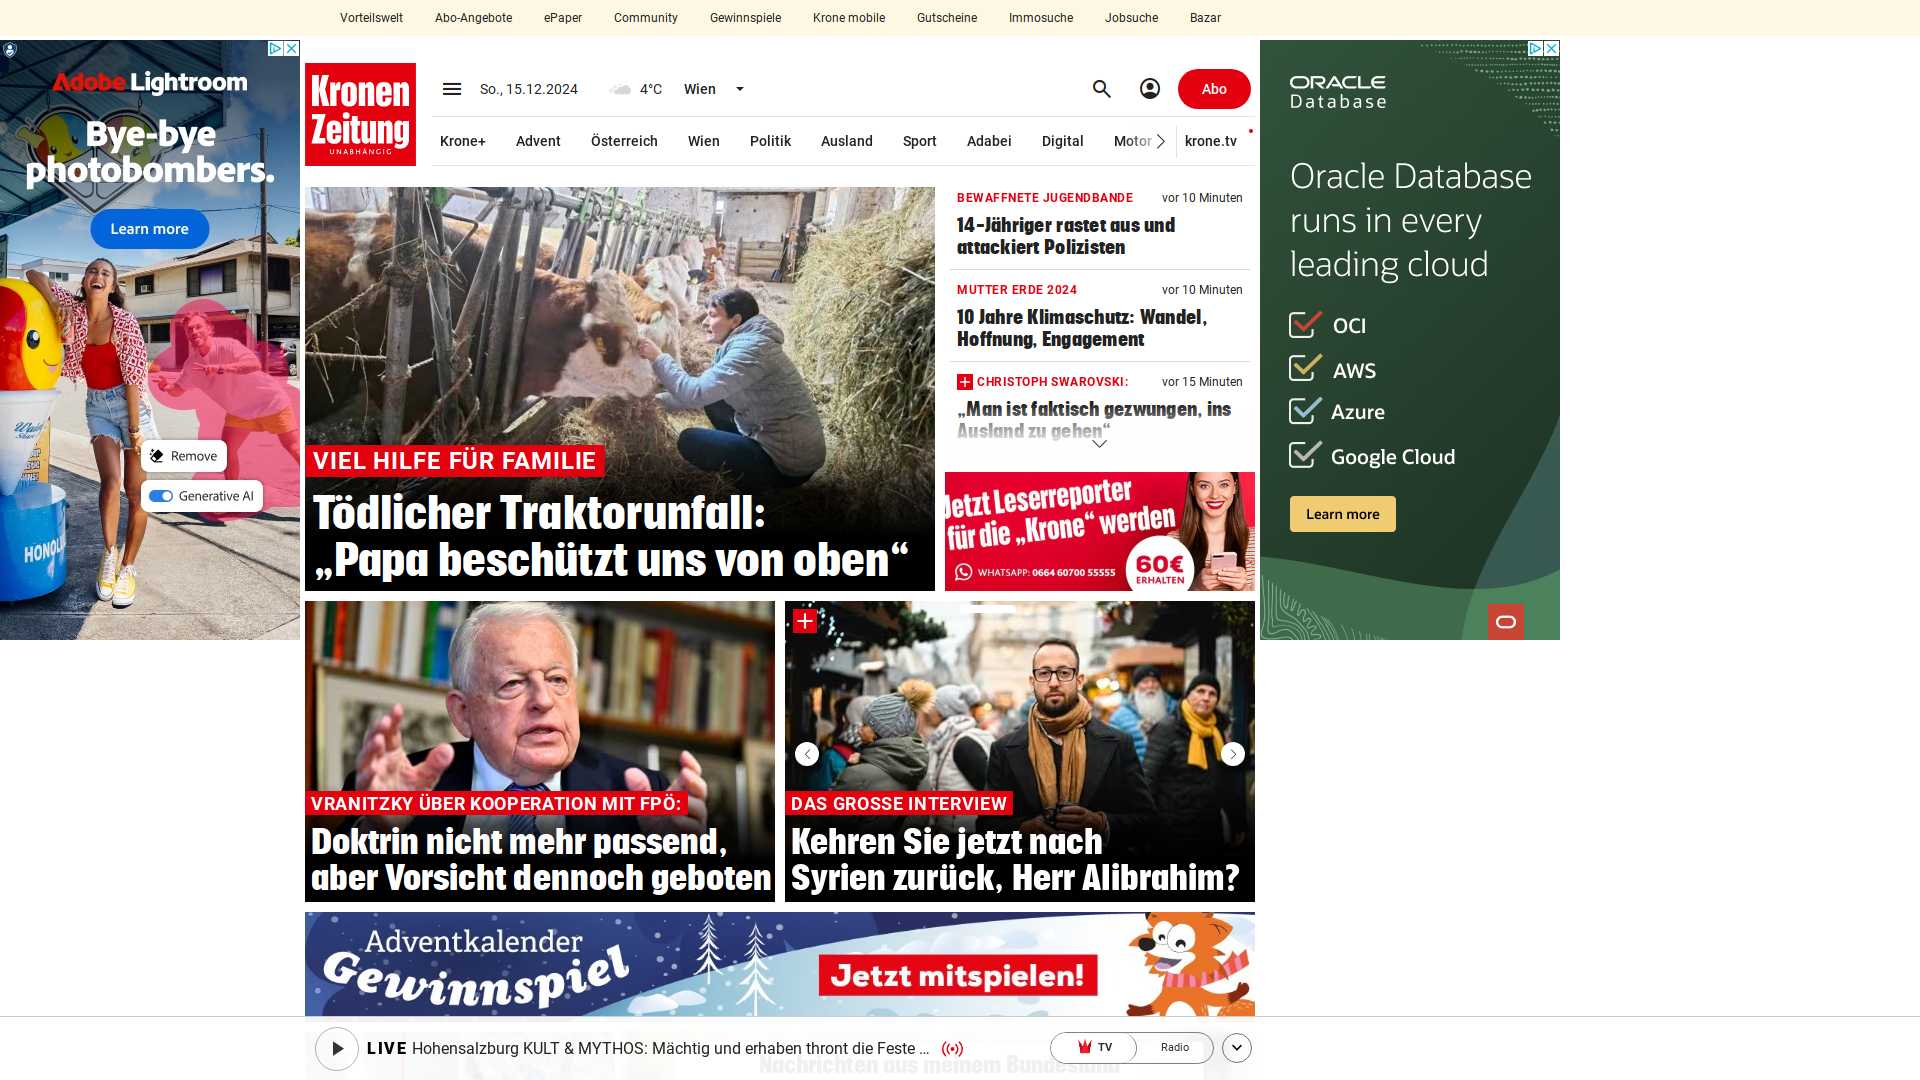 Vorteilswelt
Abo-Angebote
ePaper
Community
Gewinnspiele
Krone mobile
Gutscheine
Immosuche
Jobsuche
Bazar
Adobe Lightroom
Bye-bye
photobombers.
Learn more
Remove
Generative AI
HONOL
Kronen
Zeitung
UNABHÄNGIG
So., 15.12.2024
4°C
Wien
Abo
Krone+
Advent
Österreich
Wien
Politik
Ausland
Sport
Adabei
Digital
Motor
krone.tv
VIEL HILFE FÜR FAMILIE
Tödlicher Traktorunfall:
„Papa beschützt uns von oben“
BEWAFFNETE JUGENDBANDE
vor 10 Minuten
14-Jähriger rastet aus und
attackiert Polizisten
MUTTER ERDE 2024
vor 10 Minuten
10 Jahre Klimaschutz: Wandel,
Hoffnung, Engagement
CHRISTOPH SWAROVSKI:
vor 15 Minuten
„Man ist faktisch gezwungen, ins
Ausland zu gehen“
Jetzt Leserreporter
für die „Krone“ werden
WHATSAPP: 0664 60700 55555
60€
ERHALTEN
VRANITZKY ÜBER KOOPERATION MIT FPÖ:
Doktrin nicht mehr passend,
aber Vorsicht dennoch geboten
DAS GROSSE INTERVIEW
Kehren Sie jetzt nach
Syrien zurück, Herr Alibrahim?
Adventkalender
Gewinnspiel
Jetzt mitspielen!
LIVE Hohensalzburg KULT & MYTHOS: Mächtig und erhaben thront die Feste ...
TV
Radio
Nachrichten aus meinem Bundesland
ORACLE
Database
Oracle Database
runs in every
leading cloud
OCI
AWS
Azure
Google Cloud
Learn more